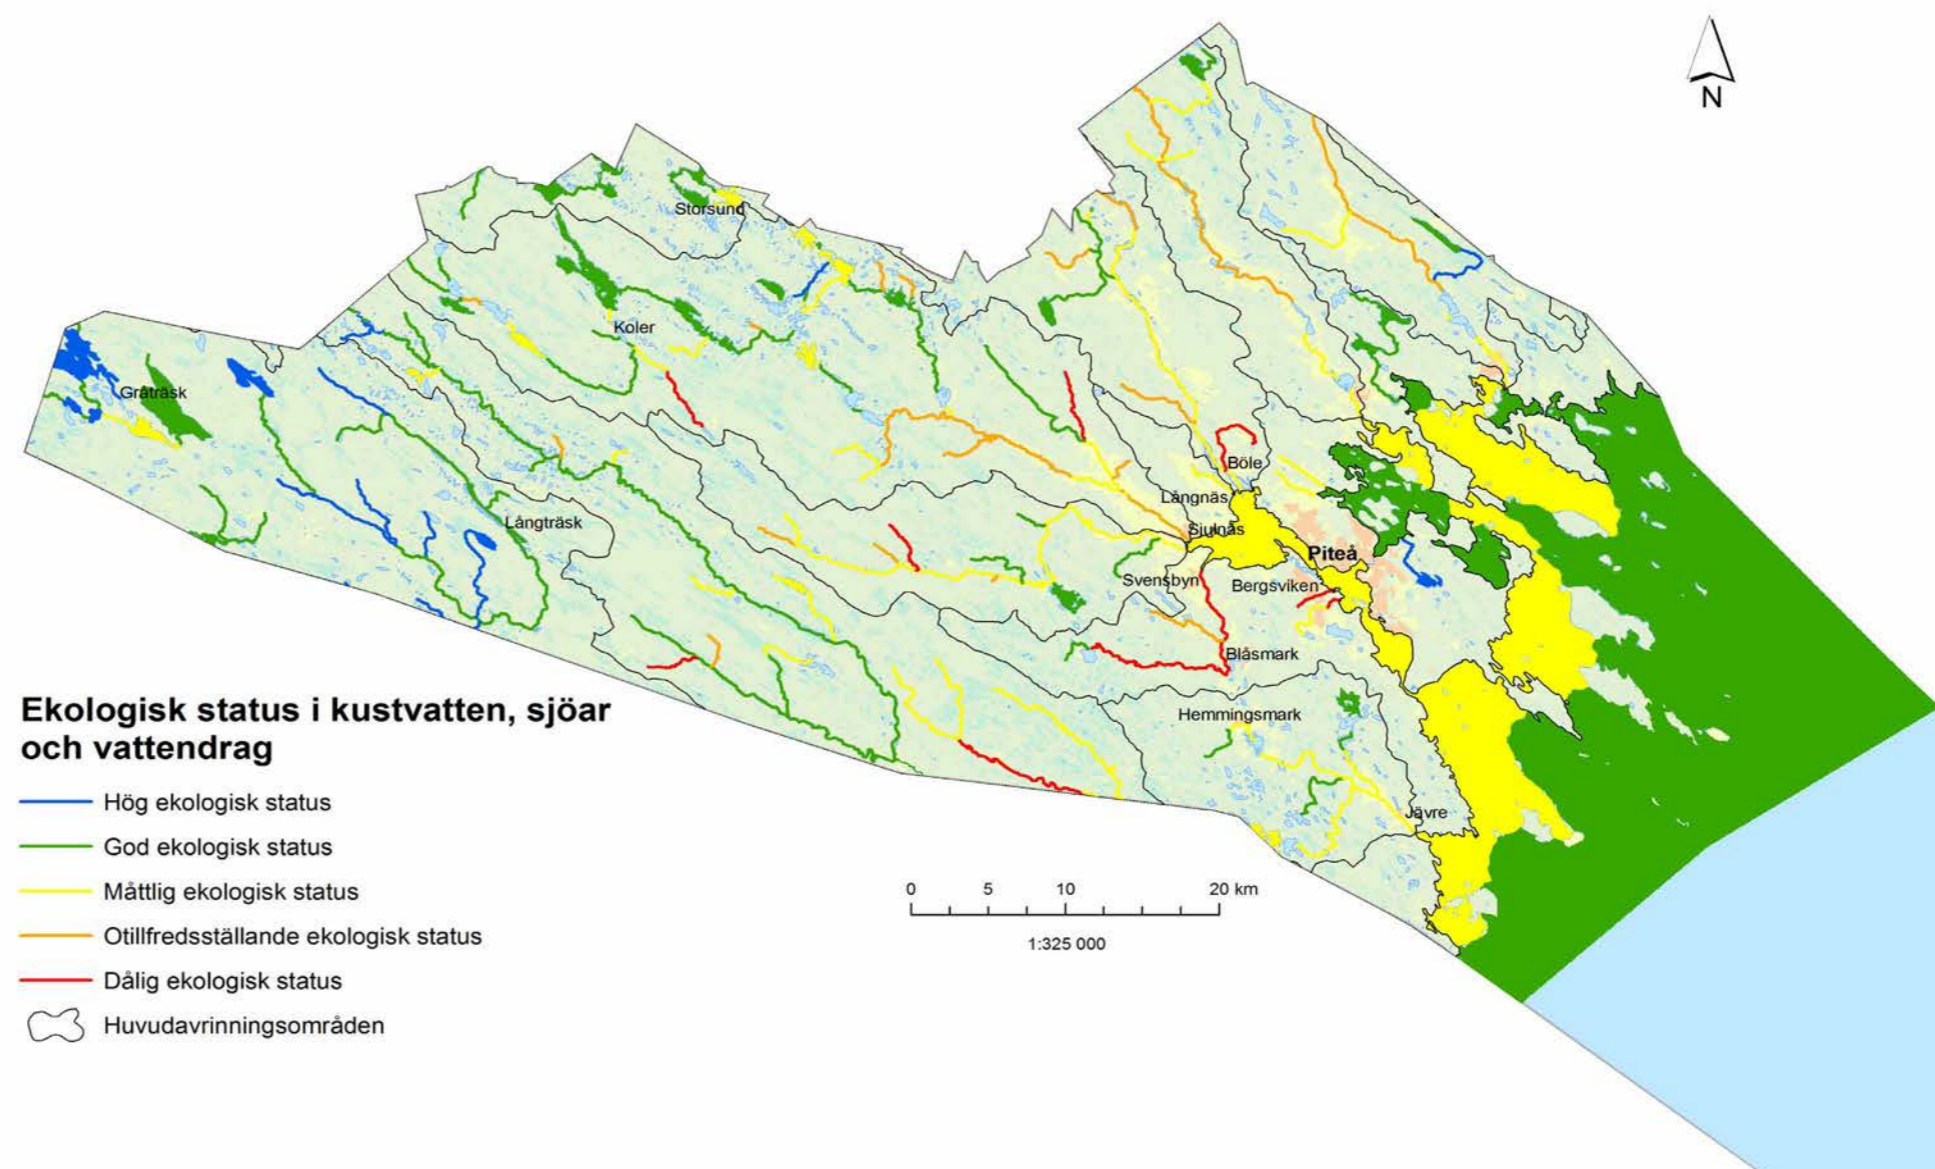 N
Storsund
Koler
Gråträsk
Böle
Långnäs
Långträsk
Sjulnäs
Piteå
Svensbyn
Bergsviken
Blåsmark
Hemmingsmark
Jävre
Ekologisk status i kustvatten, sjöar
och vattendrag
Hög ekologisk status
God ekologisk status
Måttlig ekologisk status
Otillfredsställande ekologisk status
Dålig ekologisk status
Huvudavrinningsområden
0 5 10 20 km
1:325 000